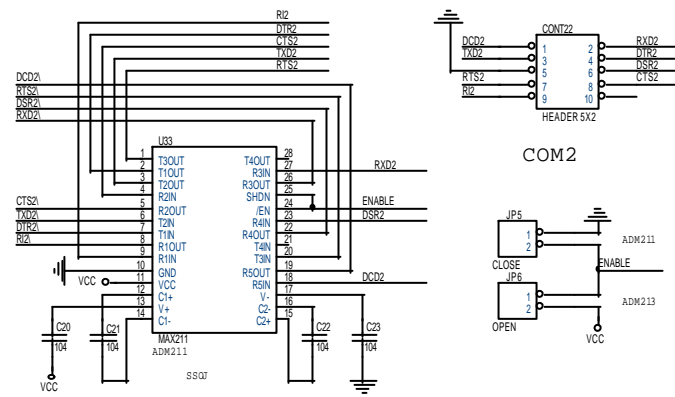 RI2
DTR2
CTS2
TXD2
RTS2
DCD2\
RTS2\
DSR2\
RXD2\
U33
1 T3OUT T4OUT 28
2 T1OUT R3IN 27 RXD2
3 T2OUT R3OUT 26
4 R2IN SHDN 25
CTS2\ 5 R2OUT /EN 24 ENABLE
TXD2\ 6 T2IN R4IN 23 DSR2
DTR2\ 7 T1IN R4OUT 22
RI2\ 8 R1OUT T4IN 21
9 R1IN T3IN 20
10 GND R5OUT 19
VCC 11 VCC R5IN 18 DCD2
12 C1+ V- 17
13 V+ C2- 16
14 C1- C2+ 15
MAX211
ADM211
C20
104
C21
104
C22
104
C23
104
VCC
CONT22
DCD2 1 2 RXD2
TXD2 3 4 DTR2
5 6 DSR2
RTS2 7 8 CTS2
RI2 9 10
HEADER 5X2
COM2
JP5
1
2
CLOSE
ADM211
ENABLE
JP6
1
2
OPEN
ADM213
VCC